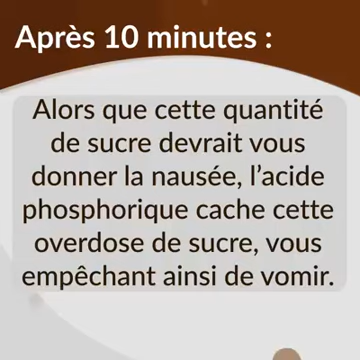 Après 10 minutes :
Alors que cette quantité
de sucre devrait vous
donner la nausée, l’acide
phosphorique cache cette
overdose de sucre, vous
empêchant ainsi de vomir.